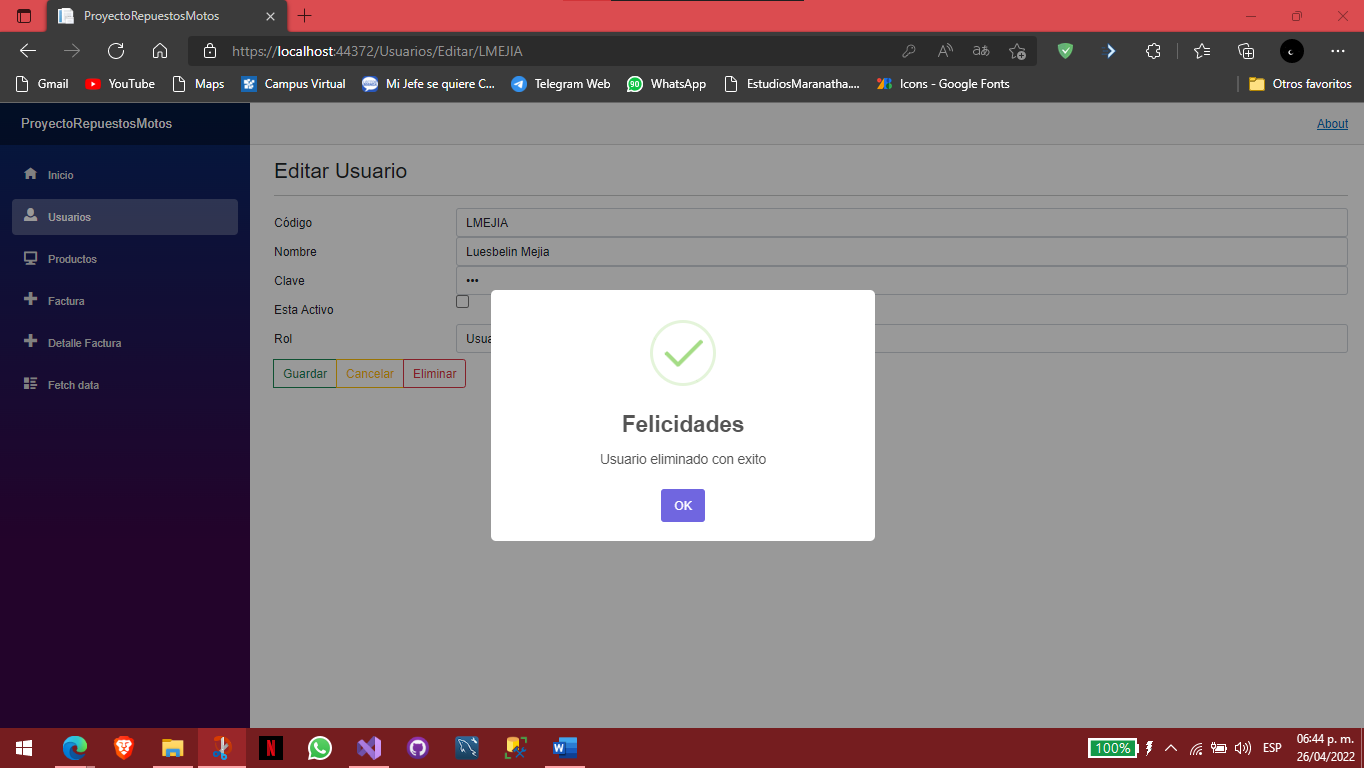 ProyectoRepuestosMotos
https://localhost:44372/Usuarios/Editar/LMEJIA
Gmail
YouTube
Maps
Campus Virtual
Mi Jefe se quiere C...
Telegram Web
90
WhatsApp
EstudiosMaranatha....
Icons - Google Fonts
Otros favoritos
ProyectoRepuestosMotos
About
Inicio
Usuarios
Productos
Factura
Detalle Factura
Fetch data
Editar Usuario
Código
LMEJIA
Nombre
Luesbelin Mejia
Clave
•••
Esta Activo
Rol
Usua
Guardar
Cancelar
Eliminar
Felicidades
Usuario eliminado con exito
OK
100%
ESP
06:44 p. m.
26/04/2022